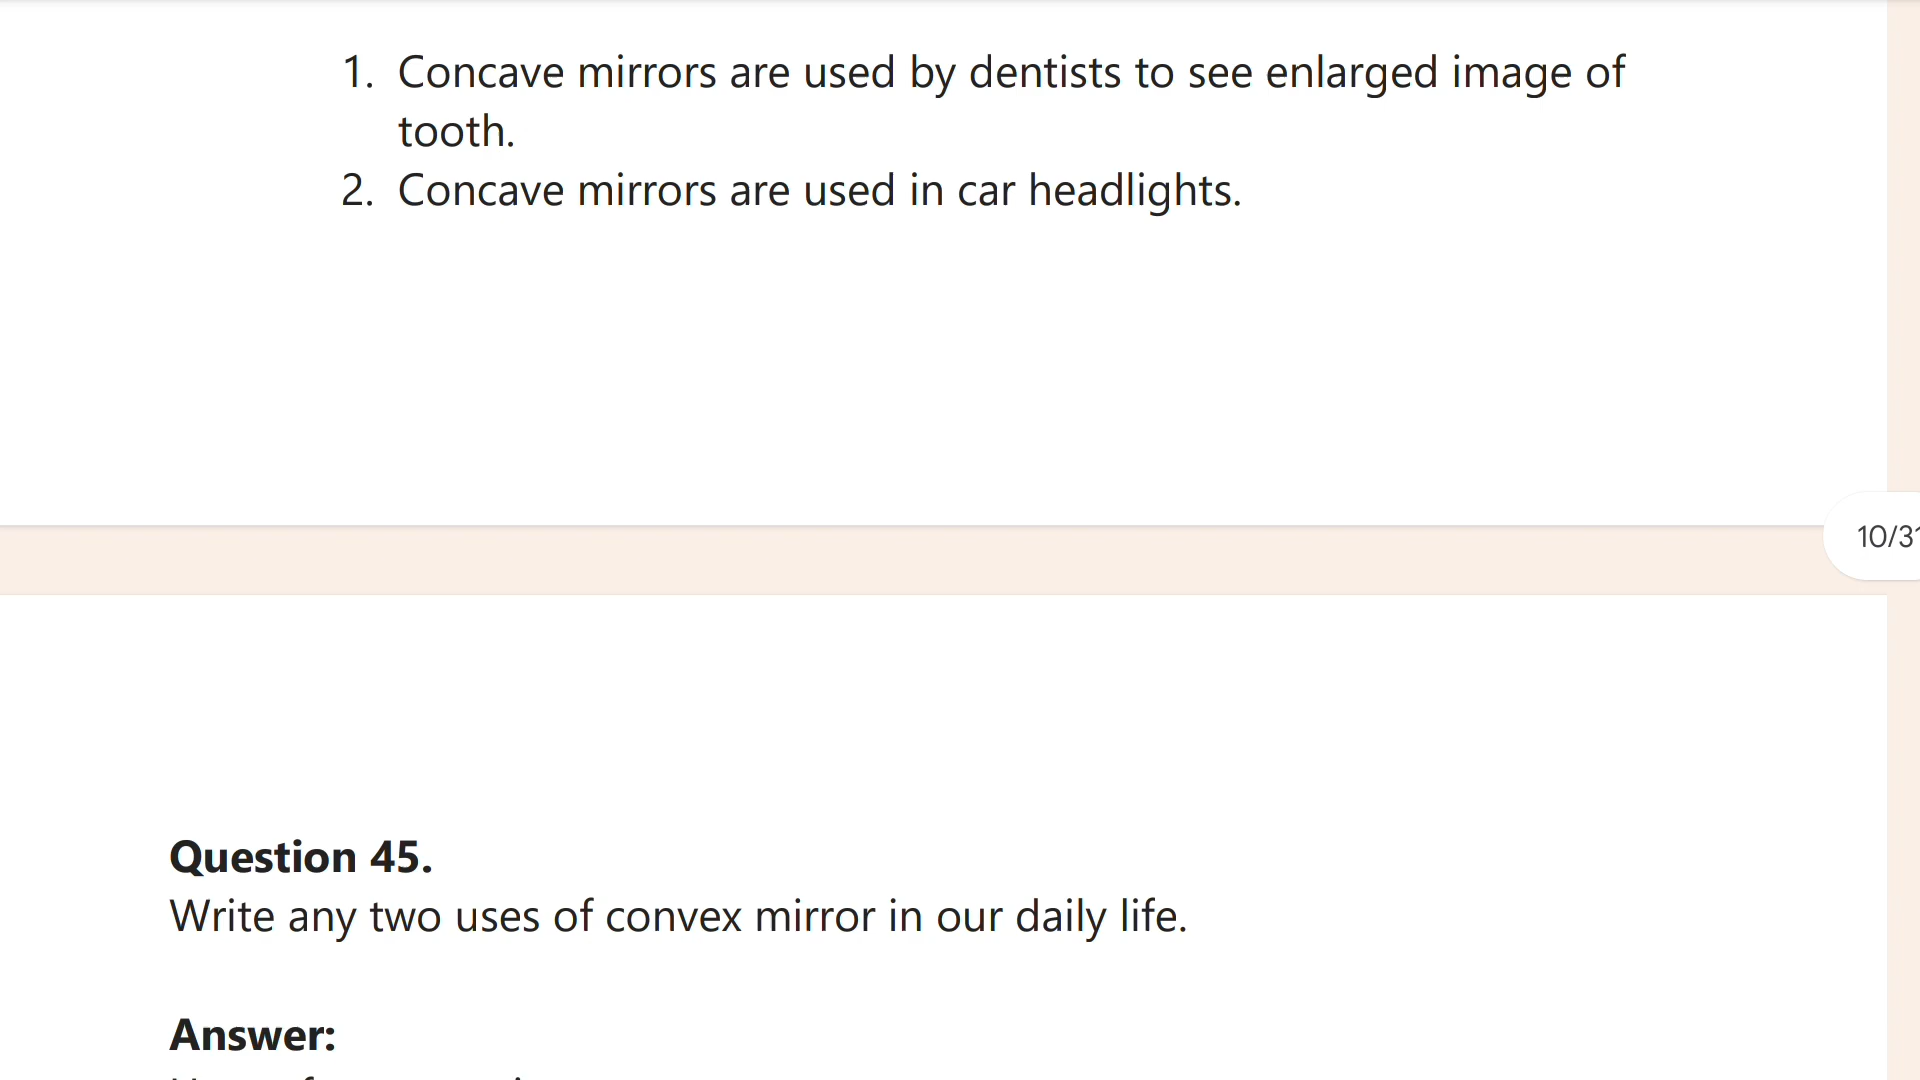 1. Concave mirrors are used by dentists to see enlarged image of
tooth.
2. Concave mirrors are used in car headlights.
10/31
Question 45.
Write any two uses of convex mirror in our daily life.
Answer: